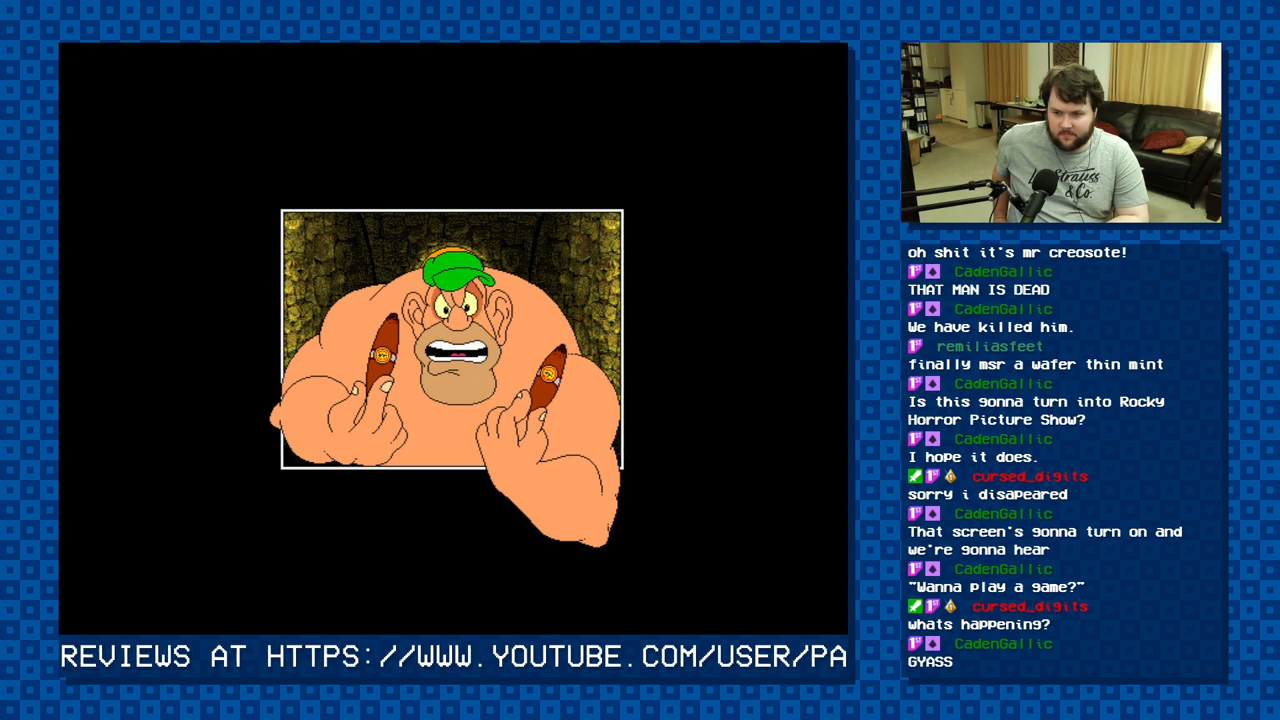 Strauss
& Co.
oh shit it's mr creosote!
CadenGallic
THAT MAN IS DEAD
CadenGallic
We have killed him.
remiliasfeet
finally msr a wafer thin mint
CadenGallic
Is this gonna turn into Rocky
Horror Picture Show?
CadenGallic
I hope it does.
cursed_digits
sorry i disapeared
CadenGallic
That screen's gonna turn on and
we're gonna hear
CadenGallic
"Wanna play a game?"
cursed_digits
whats happening?
CadenGallic
GYASS
REVIEWS AT HTTPS://WWW.YOUTUBE.COM/USER/PA